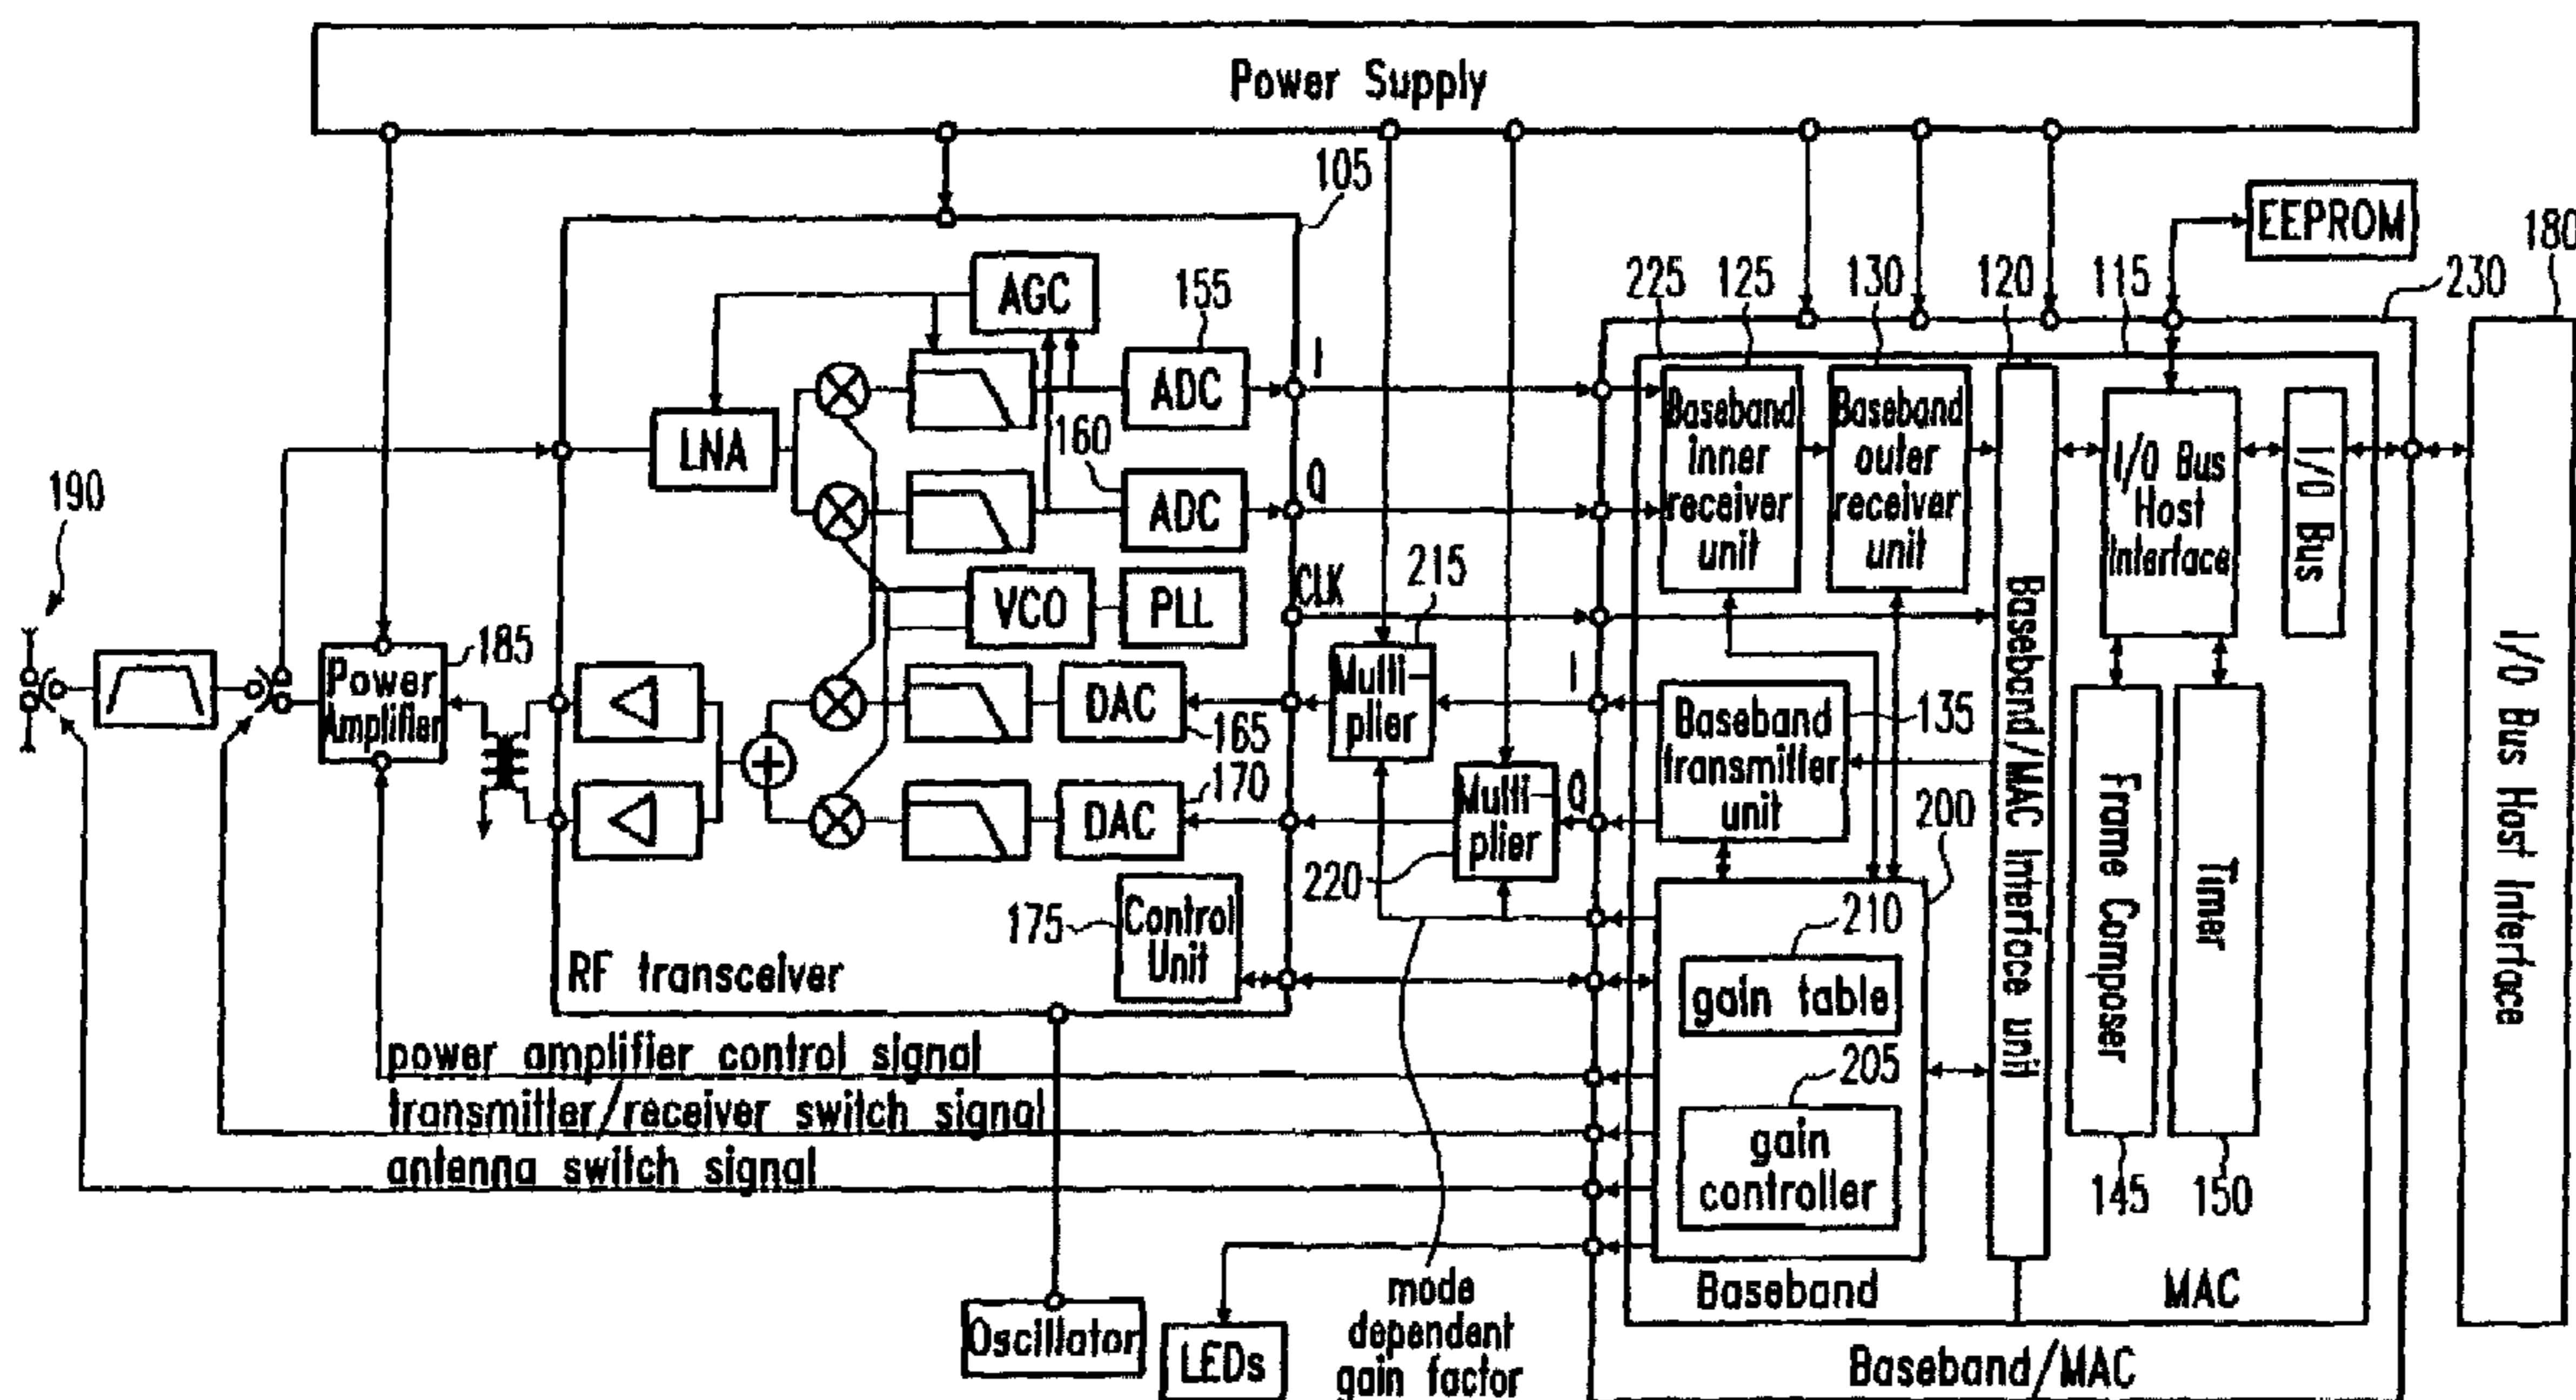 Power Supply
105
EEPROM
180
AGC
155
225
125
130
120
115
230
I
ADC
LNA
160
Q
ADC
Baseband
inner
receiver
unit
Baseband
outer
receiver
unit
I/O Bus
Host
Interface
I/O Bus
190
VCO
PLL
CLK
215
185
Power
Amplifier
DAC
165
Multi-
plier
I
Baseband
transmitter
unit
135
Baseband/MAC Interface unit
I/O Bus Host Interface
DAC
170
Multi-
plier
Q
220
200
Frame Composer
Timer
175
Control
Unit
210
gain table
RF transceiver
power amplifier control signal
205
transmitter/receiver switch signal
gain
controller
antenna switch signal
145
150
Oscillator
LEDs
mode
dependent
gain factor
Baseband
MAC
Baseband/MAC